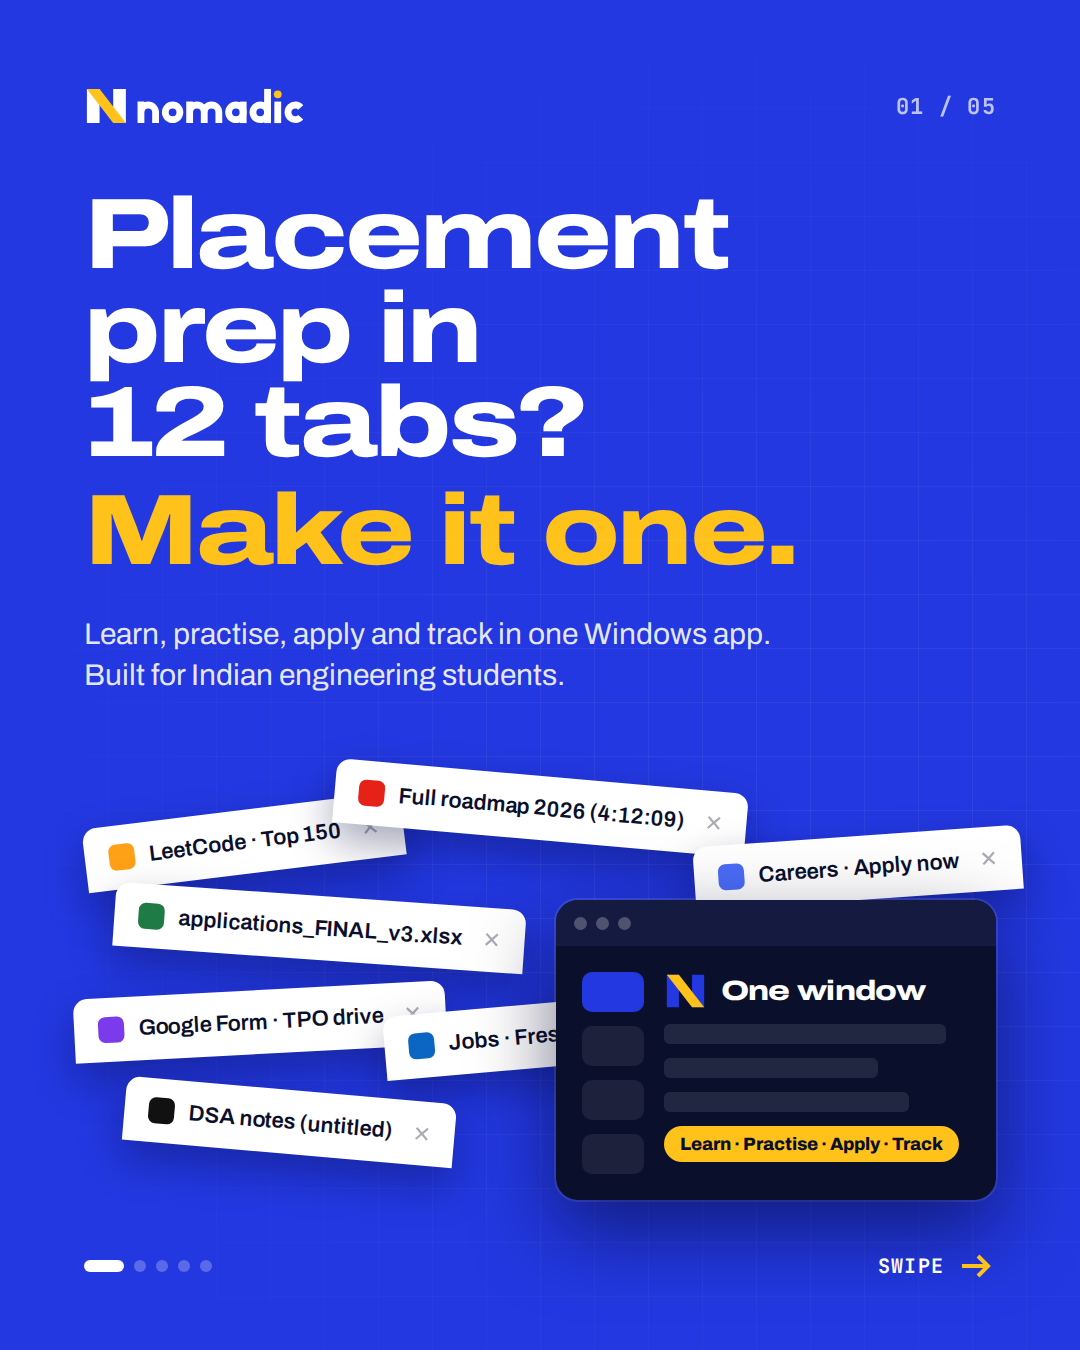 nomadic
01 / 05
Placement
prep in
12 tabs?
Make it one.
Learn, practise, apply and track in one Windows app.
Built for Indian engineering students.
Full roadmap 2026 (4:12:09) ×
LeetCode · Top 150 ×
Careers · Apply now ×
applications_FINAL_v3.xlsx ×
Google Form · TPO drive ×
Jobs · Fres
DSA notes (untitled) ×
One window
Learn · Practise · Apply · Track
SWIPE →